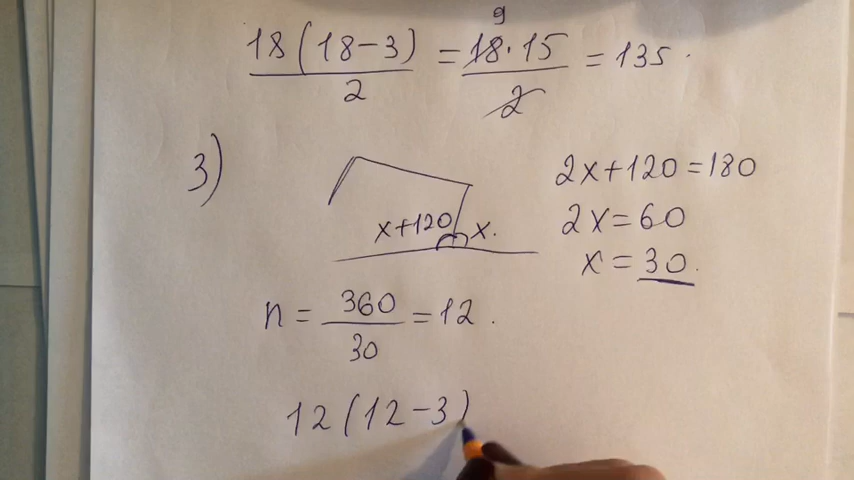 18(18-3)/2 = 18·15/2 = 135.
9
3)
x+120 x.
2x+120=180
2x=60
x=30.
n = 360/30 = 12.
12(12-3)